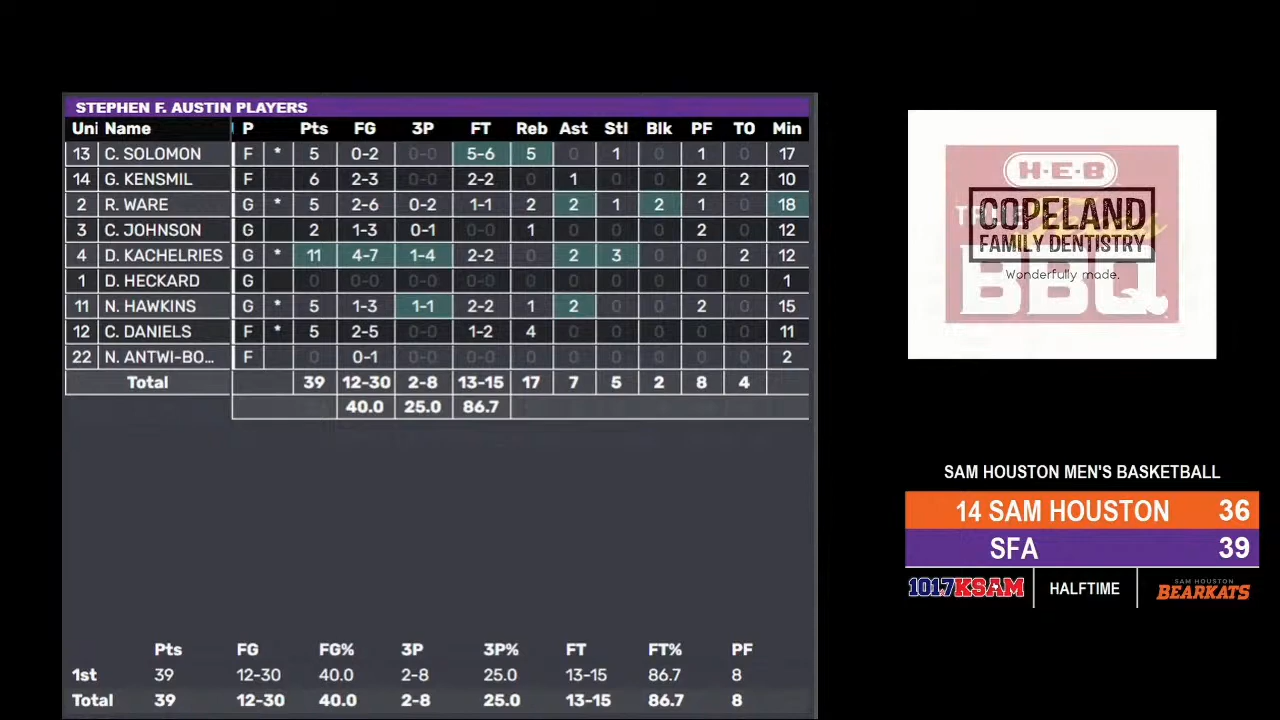 STEPHEN F. AUSTIN PLAYERS
Uni Name P Pts FG 3P FT Reb Ast Stl Blk PF TO Min
13 C. SOLOMON F * 5 0-2 0-0 5-6 5 0 1 0 1 0 17
14 G. KENSMIL F 6 2-3 0-0 2-2 0 1 0 0 2 2 10
2 R. WARE G * 5 2-6 0-2 1-1 2 2 1 2 1 0 18
3 C. JOHNSON G 2 1-3 0-1 0-0 1 0 0 0 2 0 12
4 D. KACHELRIES G * 11 4-7 1-4 2-2 0 2 3 0 0 2 12
1 D. HECKARD G 0 0-0 0-0 0-0 0 0 0 0 0 0 1
11 N. HAWKINS G * 5 1-3 1-1 2-2 1 2 0 0 2 0 15
12 C. DANIELS F * 5 2-5 0-0 1-2 4 0 0 0 0 0 11
22 N. ANTWI-BO... F 0 0-1 0-0 0-0 0 0 0 0 0 0 2
Total 39 12-30 2-8 13-15 17 7 5 2 8 4
40.0 25.0 86.7
Pts FG FG% 3P 3P% FT FT% PF
1st 39 12-30 40.0 2-8 25.0 13-15 86.7 8
Total 39 12-30 40.0 2-8 25.0 13-15 86.7 8
H-E-B
COPELAND
FAMILY DENTISTRY
Wonderfully made.
BBQ
SAM HOUSTON MEN'S BASKETBALL
14 SAM HOUSTON 36
SFA 39
101.7 KSAM HALFTIME SAM HOUSTON
BEARKATS